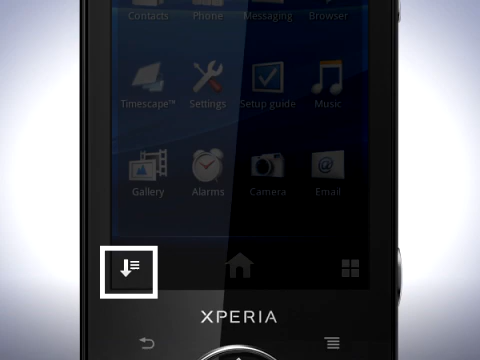 Contacts Phone Messaging Browser
Timescape™ Settings Setup guide Music
Gallery Alarms Camera Email
XPERIA